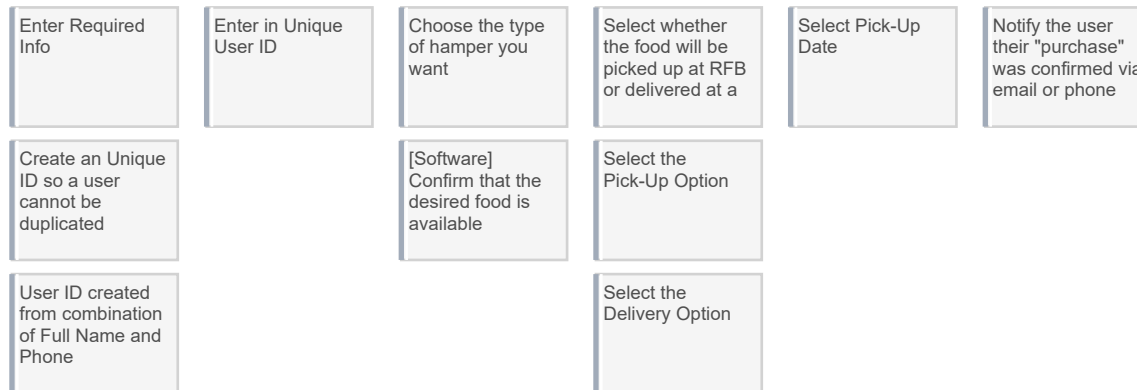 Enter Required
Info
Enter in Unique
User ID
Choose the type
of hamper you
want
Select whether
the food will be
picked up at RFB
or delivered at a
Select Pick-Up
Date
Notify the user
their "purchase"
was confirmed via
email or phone
Create an Unique
ID so a user
cannot be
duplicated
[Software]
Confirm that the
desired food is
available
Select the
Pick-Up Option
User ID created
from combination
of Full Name and
Phone
Select the
Delivery Option